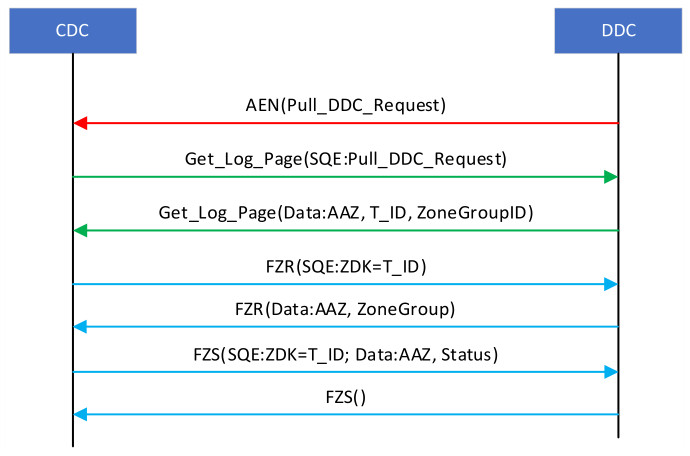 CDC
DDC
AEN(Pull_DDC_Request)
Get_Log_Page(SQE:Pull_DDC_Request)
Get_Log_Page(Data:AAZ, T_ID, ZoneGroupID)
FZR(SQE:ZDK=T_ID)
FZR(Data:AAZ, ZoneGroup)
FZS(SQE:ZDK=T_ID; Data:AAZ, Status)
FZS()